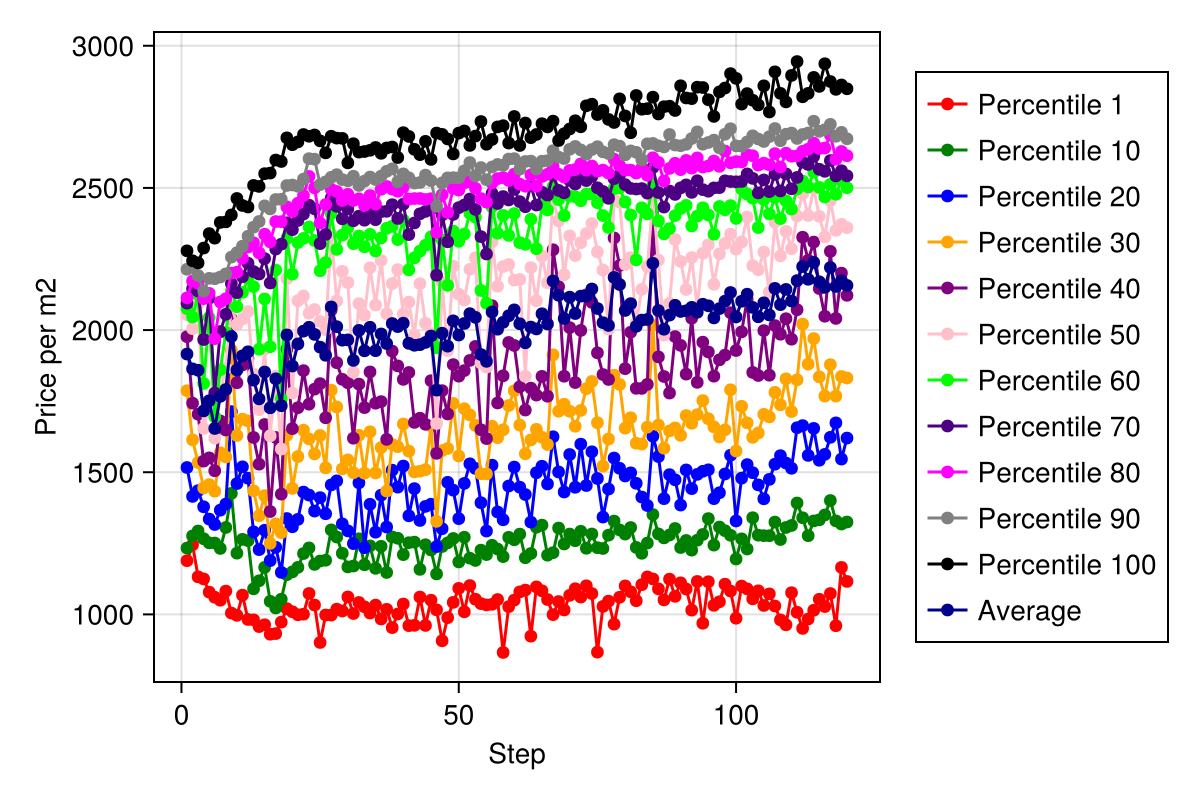 Price per m2
3000
2500
2000
1500
1000
0
50
100
Step
Percentile 1
Percentile 10
Percentile 20
Percentile 30
Percentile 40
Percentile 50
Percentile 60
Percentile 70
Percentile 80
Percentile 90
Percentile 100
Average